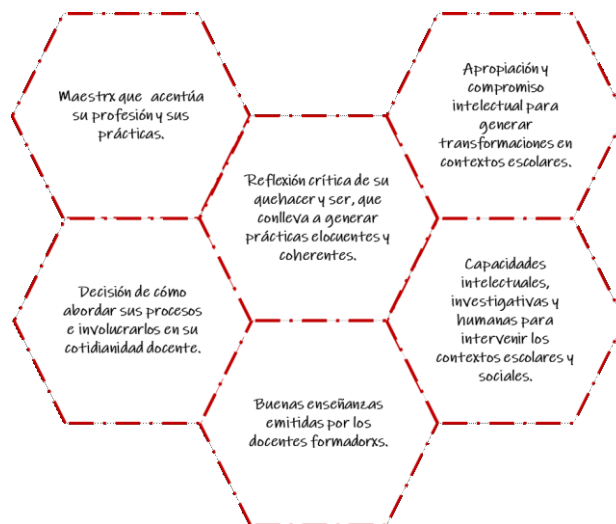 Maestrx que acentúa
su profesión y sus
prácticas.
Apropiación y
compromiso
intelectual para
generar
transformaciones en
contextos escolares.
Reflexión crítica de su
quehacer y ser, que
conlleva a generar
prácticas elocuentes y
coherentes.
Decisión de cómo
abordar sus procesos
e involucrarlos en su
cotidianidad docente.
Capacidades
intelectuales,
investigativas y
humanas para
intervenir los
contextos escolares y
sociales.
Buenas enseñanzas
emitidas por los
docentes formadorxs.